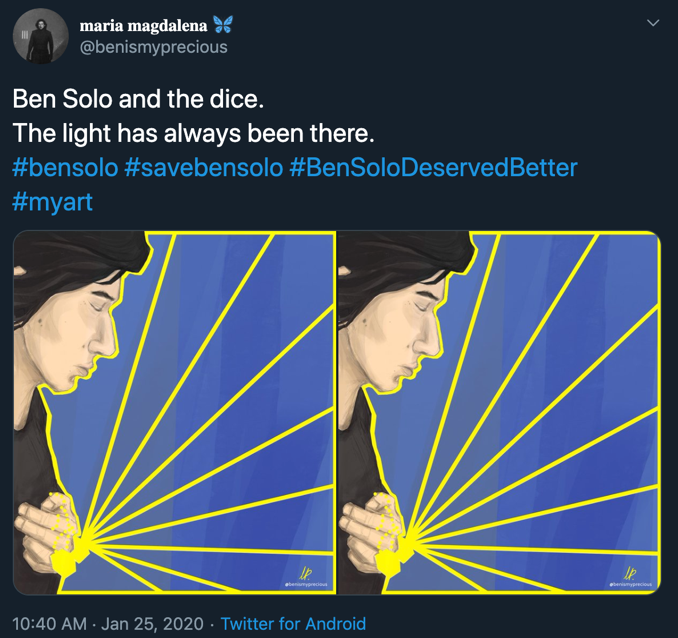 maria magdalena 🦋
@benismyprecious
Ben Solo and the dice.
The light has always been there.
#bensolo #savebensolo #BenSoloDeservedBetter
#myart
@benismyprecious
@benismyprecious
10:40 AM · Jan 25, 2020 · Twitter for Android